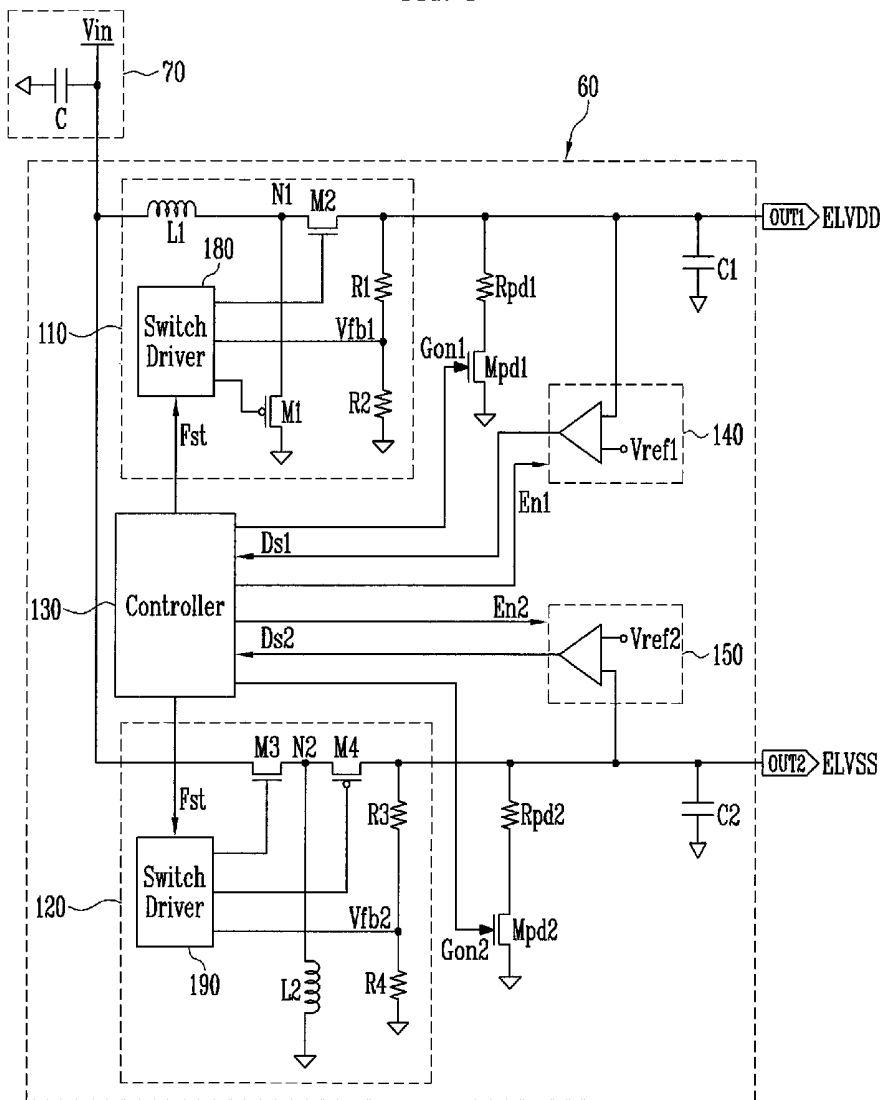 Vin
70
C
60
N1
M2
L1
OUT1
ELVDD
180
C1
R1
Rpd1
110
Switch
Driver
Vfb1
Gon1
Mpd1
M1
R2
Fst
140
Vref1
En1
Ds1
130
Controller
En2
Ds2
Vref2
150
M3
N2
M4
OUT2
ELVSS
Fst
R3
Rpd2
C2
Switch
Driver
120
Vfb2
Gon2
Mpd2
190
L2
R4